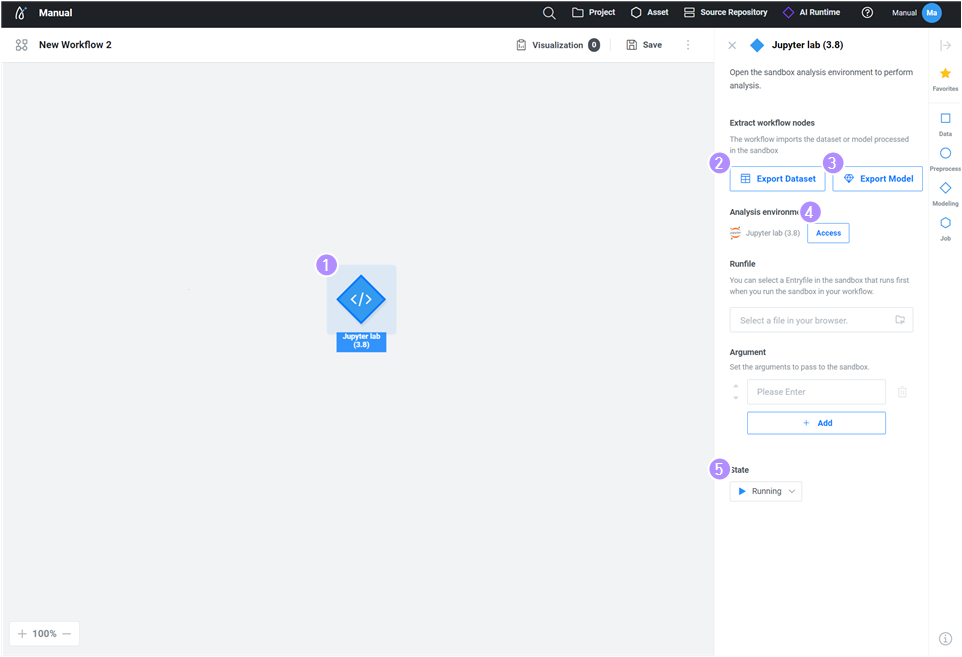 Manual
Project
Asset
Source Repository
AI Runtime
Manual
Ma
New Workflow 2
Visualization 0
Save
Jupyter lab (3.8)
Open the sandbox analysis environment to perform
analysis.
Extract workflow nodes
The workflow imports the dataset or model processed
in the sandbox
2
Export Dataset
3
Export Model
Analysis environm
4
Jupyter lab (3.8)
Access
Runfile
You can select a Entryfile in the sandbox that runs first
when you run the sandbox in your workflow.
Select a file in your browser.
Argument
Set the arguments to pass to the sandbox.
Please Enter
+ Add
5
State
Running
Favorites
Data
Preprocess
Modeling
Job
1
</>
Jupyter lab
(3.8)
100%